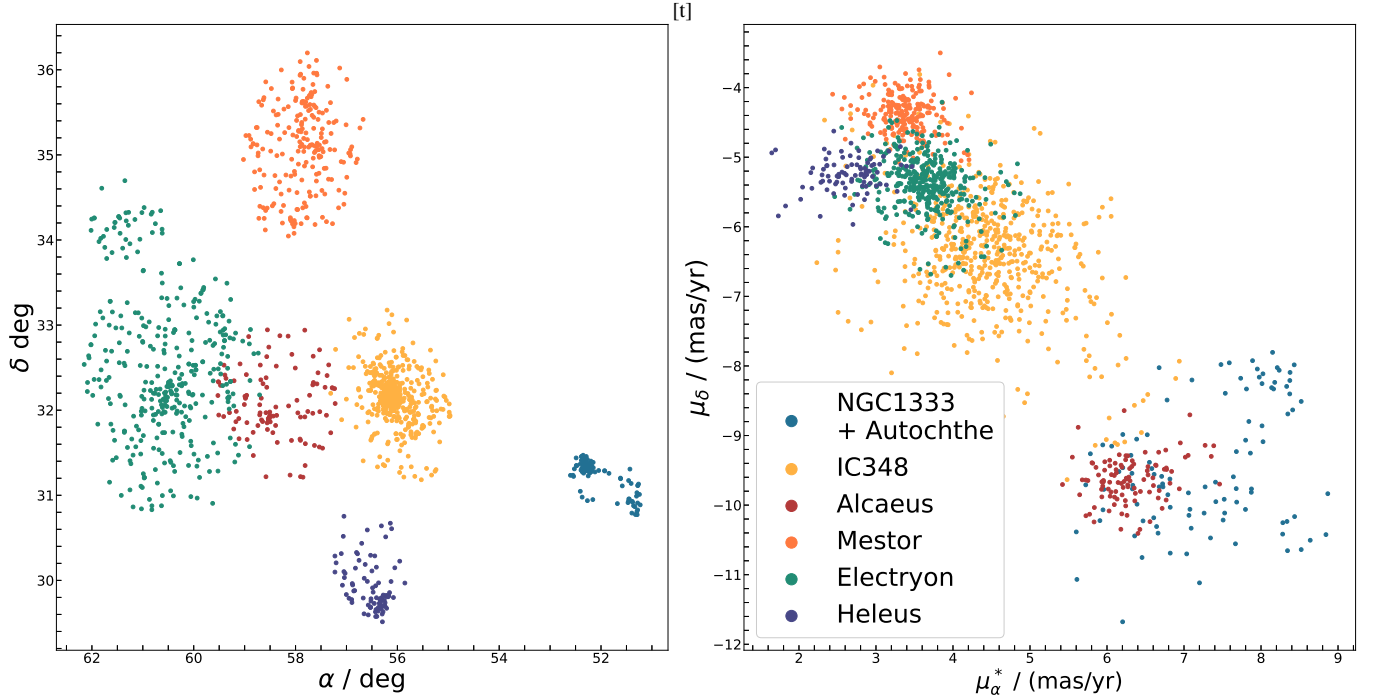 [t]
36
35
34
33
32
31
30
62
60
58
56
54
52
δ deg
α / deg
−4
−5
−6
−7
−8
−9
−10
−11
−12
2
3
4
5
6
7
8
9
μδ / (mas/yr)
μ*α / (mas/yr)
NGC1333
+ Autochthe
IC348
Alcaeus
Mestor
Electryon
Heleus